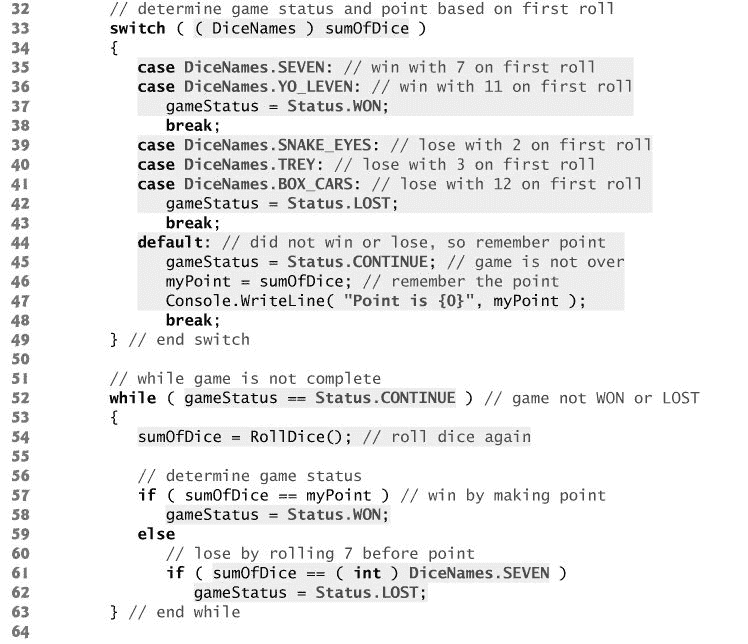 32 // determine game status and point based on first roll
33 switch ( ( DiceNames ) sumOfDice )
34 {
35 case DiceNames.SEVEN: // win with 7 on first roll
36 case DiceNames.YO_LEVEN: // win with 11 on first roll
37 gameStatus = Status.WON;
38 break;
39 case DiceNames.SNAKE_EYES: // lose with 2 on first roll
40 case DiceNames.TREY: // lose with 3 on first roll
41 case DiceNames.BOX_CARS: // lose with 12 on first roll
42 gameStatus = Status.LOST;
43 break;
44 default: // did not win or lose, so remember point
45 gameStatus = Status.CONTINUE; // game is not over
46 myPoint = sumOfDice; // remember the point
47 Console.WriteLine( "Point is {0}", myPoint );
48 break;
49 } // end switch
50
51 // while game is not complete
52 while ( gameStatus == Status.CONTINUE ) // game not WON or LOST
53 {
54 sumOfDice = RollDice(); // roll dice again
55
56 // determine game status
57 if ( sumOfDice == myPoint ) // win by making point
58 gameStatus = Status.WON;
59 else
60 // lose by rolling 7 before point
61 if ( sumOfDice == ( int ) DiceNames.SEVEN )
62 gameStatus = Status.LOST;
63 } // end while
64